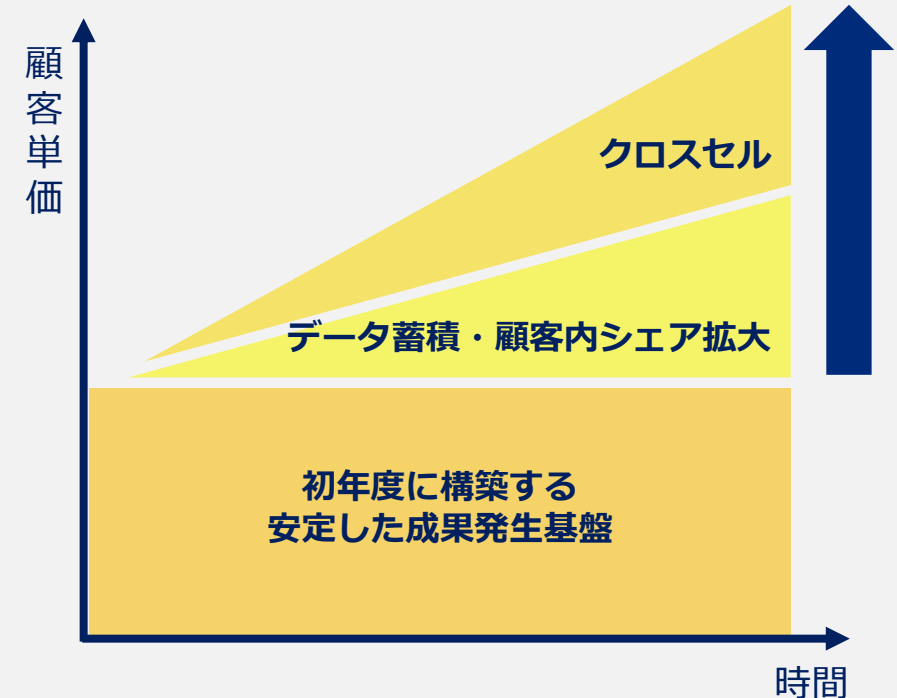 顧客単価
クロスセル
データ蓄積・顧客内シェア拡大
初年度に構築する
安定した成果発生基盤
時間